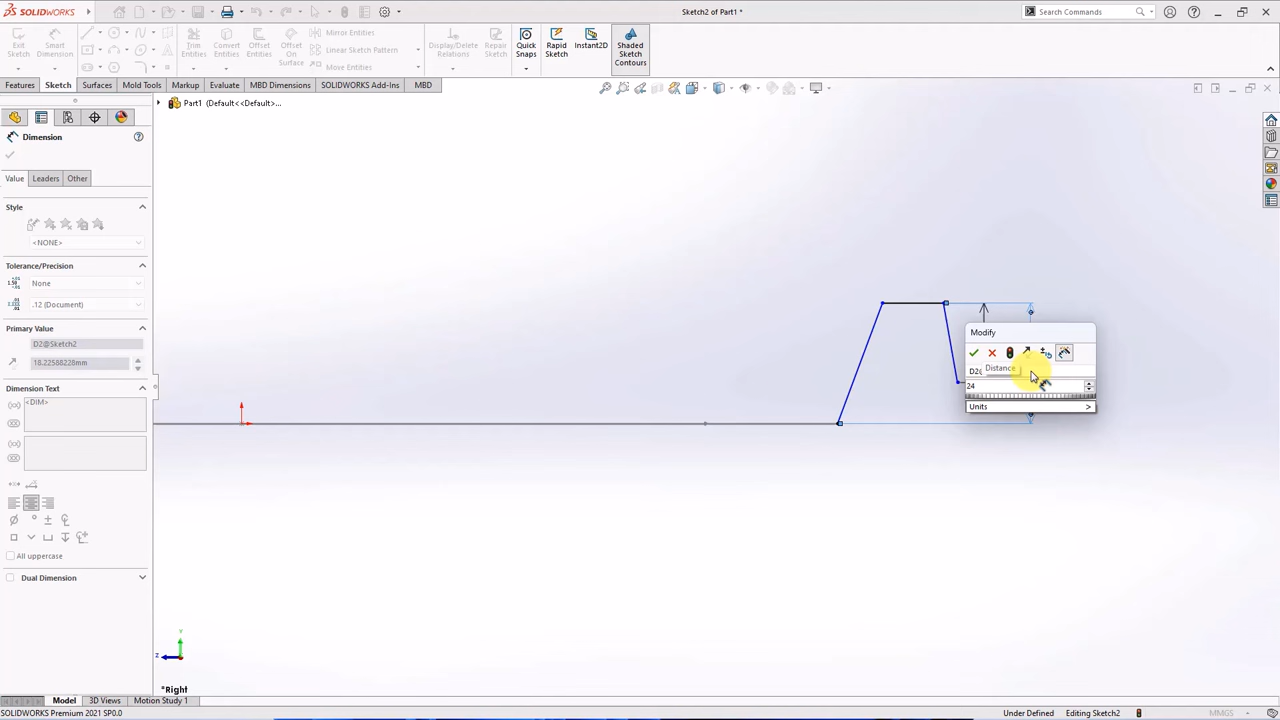 SOLIDWORKS
Sketch2 of Part1 *
Search Commands
Exit Sketch
Smart Dimension
Trim Entities
Convert Entities
Offset Entities
Offset On Surface
Mirror Entities
Linear Sketch Pattern
Move Entities
Display/Delete Relations
Repair Sketch
Quick Snaps
Rapid Sketch
Instant2D
Shaded Sketch Contours
Features
Sketch
Surfaces
Mold Tools
Markup
Evaluate
MBD Dimensions
SOLIDWORKS Add-Ins
MBD
Part1 (Default<<Default>...
Dimension
Value
Leaders
Other
Style
<NONE>
Tolerance/Precision
None
.12 (Document)
Primary Value
D2@Sketch2
18.22588228mm
Dimension Text
<DIM>
All uppercase
Dual Dimension
Modify
Distance
24
Units
Y
Z
*Right
Model
3D Views
Motion Study 1
SOLIDWORKS Premium 2021 SP0.0
Under Defined
Editing Sketch2
MMGS